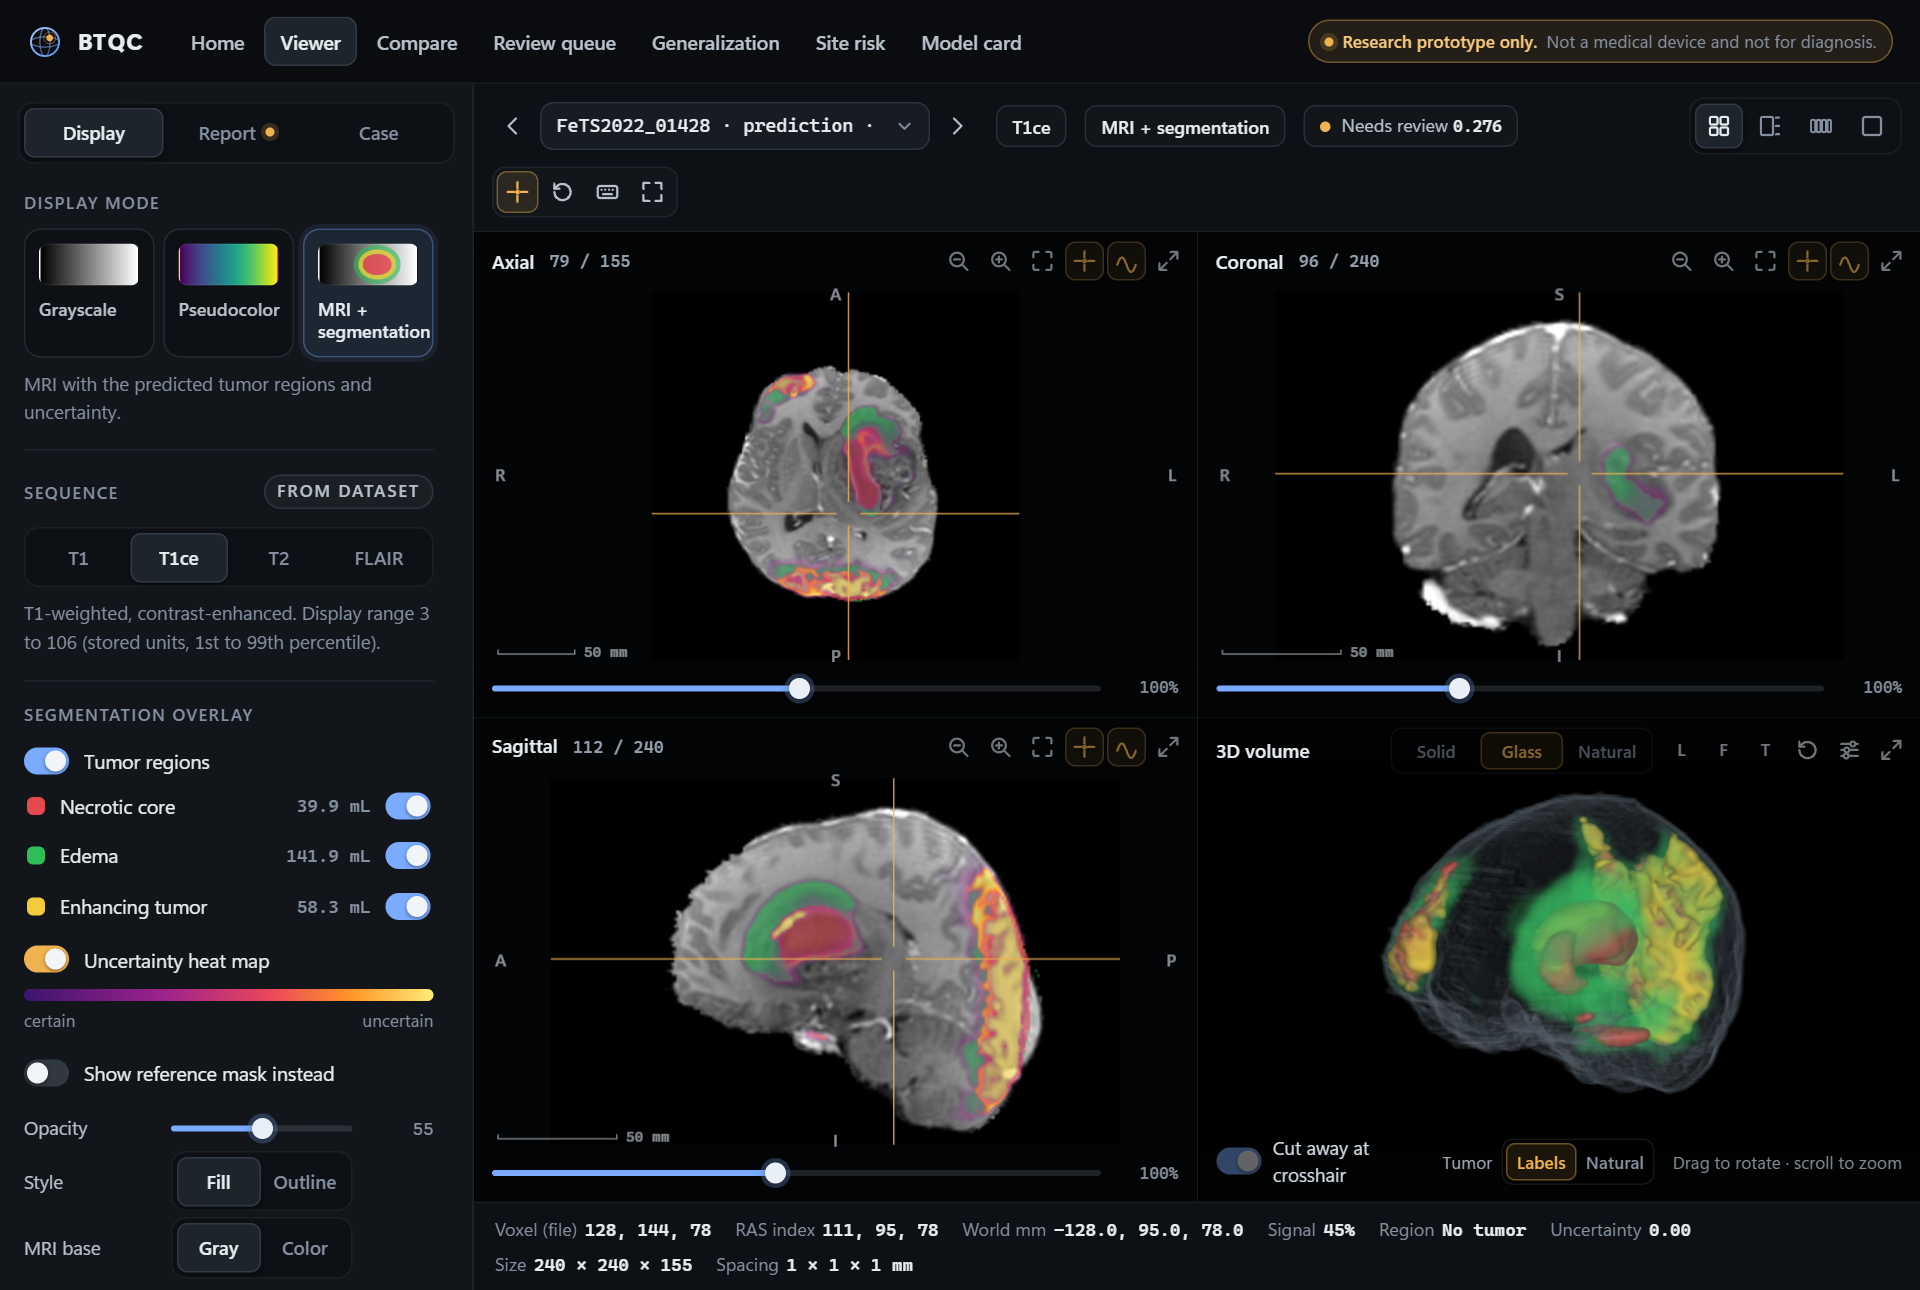 BTQC Home Viewer Compare Review queue Generalization Site risk Model card Research prototype only. Not a medical device and not for diagnosis.
Display Report Case
DISPLAY MODE
Grayscale
Pseudocolor
MRI +
segmentation
MRI with the predicted tumor regions and
uncertainty.
SEQUENCE FROM DATASET
T1 T1ce T2 FLAIR
T1-weighted, contrast-enhanced. Display range 3
to 106 (stored units, 1st to 99th percentile).
SEGMENTATION OVERLAY
Tumor regions
Necrotic core 39.9 mL
Edema 141.9 mL
Enhancing tumor 58.3 mL
Uncertainty heat map
certain uncertain
Show reference mask instead
Opacity 55
Style Fill Outline
MRI base Gray Color
FeTS2022_01428 · prediction · T1ce MRI + segmentation Needs review 0.276
Axial 79 / 155
A
R L
P
50 mm
100%
Coronal 96 / 240
S
R L
I
50 mm
100%
Sagittal 112 / 240
S
A P
I
50 mm
100%
3D volume Solid Glass Natural L F T
Cut away at
crosshair
Tumor Labels Natural Drag to rotate · scroll to zoom
Voxel (file) 128, 144, 78 RAS index 111, 95, 78 World mm −128.0, 95.0, 78.0 Signal 45% Region No tumor Uncertainty 0.00
Size 240 × 240 × 155 Spacing 1 × 1 × 1 mm